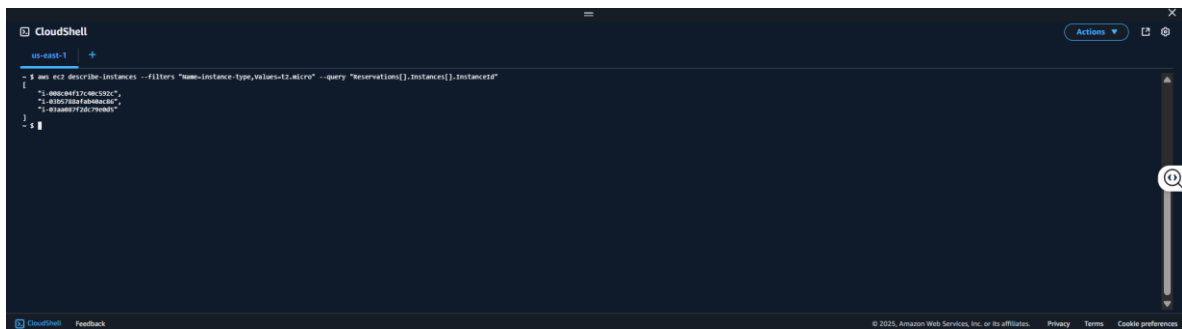 CloudShell
Actions
us-east-1 +
~ $ aws ec2 describe-instances --filters "Name=instance-type,Values=t2.micro" --query "Reservations[].Instances[].InstanceId"
[
"i-008c04f17c40c592c",
"i-03b5788afab40ac86",
"i-03aa087f2dc79e0d5"
]
~ $
CloudShell Feedback © 2025, Amazon Web Services, Inc. or its affiliates. Privacy Terms Cookie preferences